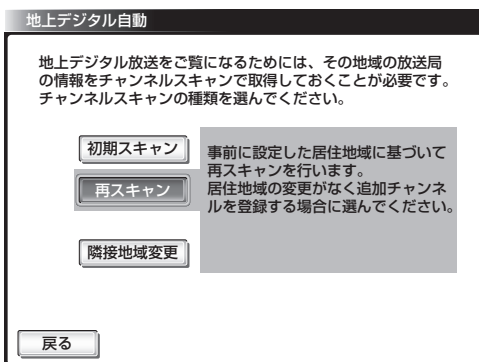 地上デジタル自動
地上デジタル放送をご覧になるためには、その地域の放送局
の情報をチャンネルスキャンで取得しておくことが必要です。
チャンネルスキャンの種類を選んでください。
初期スキャン
再スキャン
隣接地域変更
事前に設定した居住地域に基づいて
再スキャンを行います。
居住地域の変更がなく追加チャンネ
ルを登録する場合に選んでください。
戻る